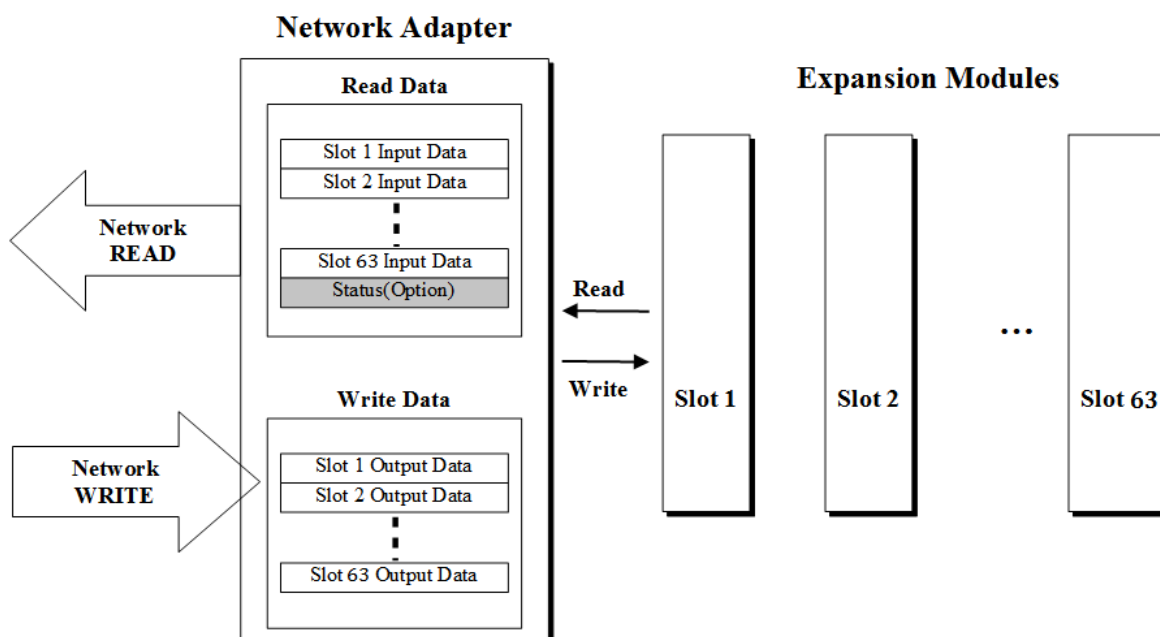 Network Adapter
Expansion Modules
Read Data
Slot 1 Input Data
Slot 2 Input Data
Slot 63 Input Data
Status(Option)
Network
READ
Read
Write
Write Data
Slot 1 Output Data
Slot 2 Output Data
Slot 63 Output Data
Network
WRITE
Slot 1
Slot 2
...
Slot 63